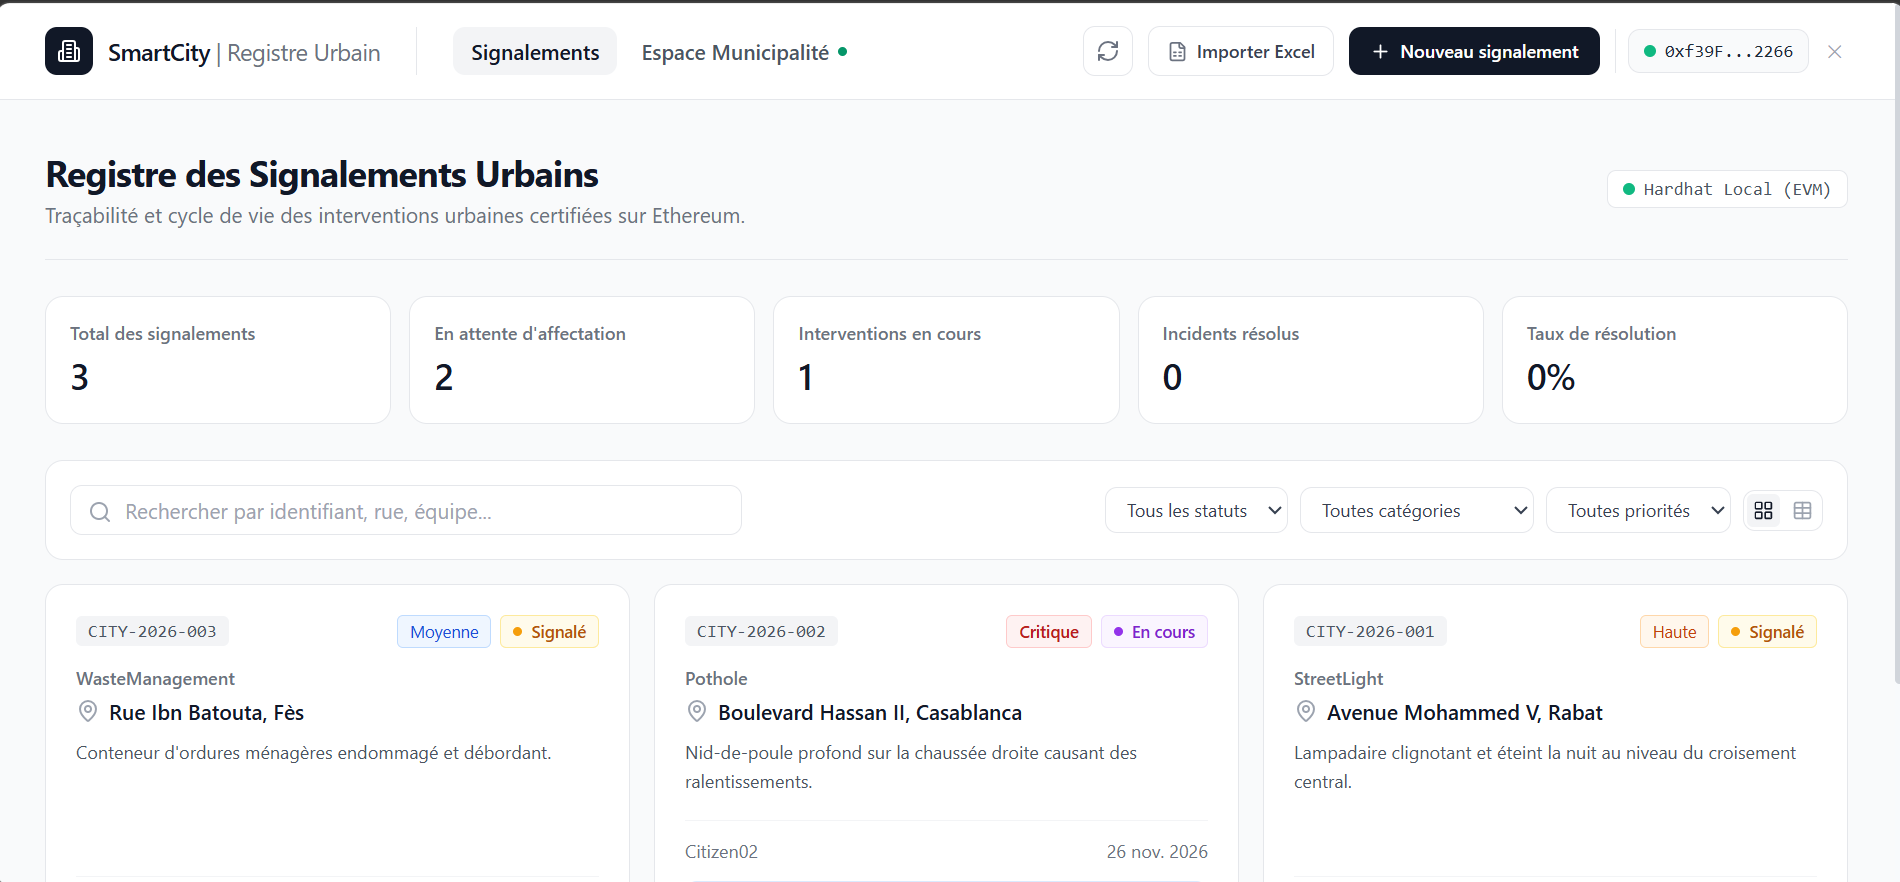 SmartCity | Registre Urbain
Signalements
Espace Municipalité
Importer Excel
+ Nouveau signalement
0xf39F...2266
Registre des Signalements Urbains
Traçabilité et cycle de vie des interventions urbaines certifiées sur Ethereum.
Hardhat Local (EVM)
Total des signalements
3
En attente d'affectation
2
Interventions en cours
1
Incidents résolus
0
Taux de résolution
0%
Rechercher par identifiant, rue, équipe...
Tous les statuts
Toutes catégories
Toutes priorités
CITY-2026-003
Moyenne
Signalé
WasteManagement
Rue Ibn Batouta, Fès
Conteneur d'ordures ménagères endommagé et débordant.
CITY-2026-002
Critique
En cours
Pothole
Boulevard Hassan II, Casablanca
Nid-de-poule profond sur la chaussée droite causant des
ralentissements.
Citizen02
26 nov. 2026
CITY-2026-001
Haute
Signalé
StreetLight
Avenue Mohammed V, Rabat
Lampadaire clignotant et éteint la nuit au niveau du croisement
central.